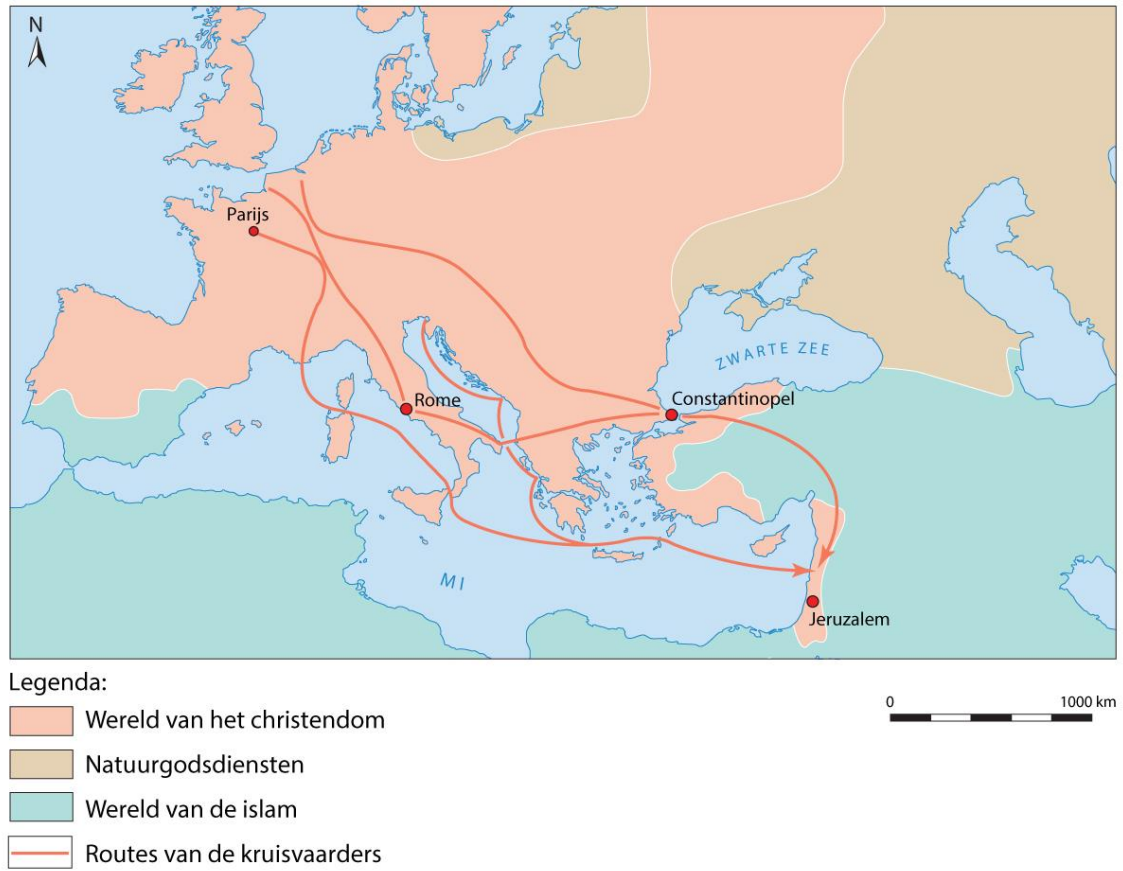 N
Parijs
ZWARTE ZEE
Rome
Constantinopel
MI
Jeruzalem
Legenda:
0 1000 km
Wereld van het christendom
Natuurgodsdiensten
Wereld van de islam
Routes van de kruisvaarders